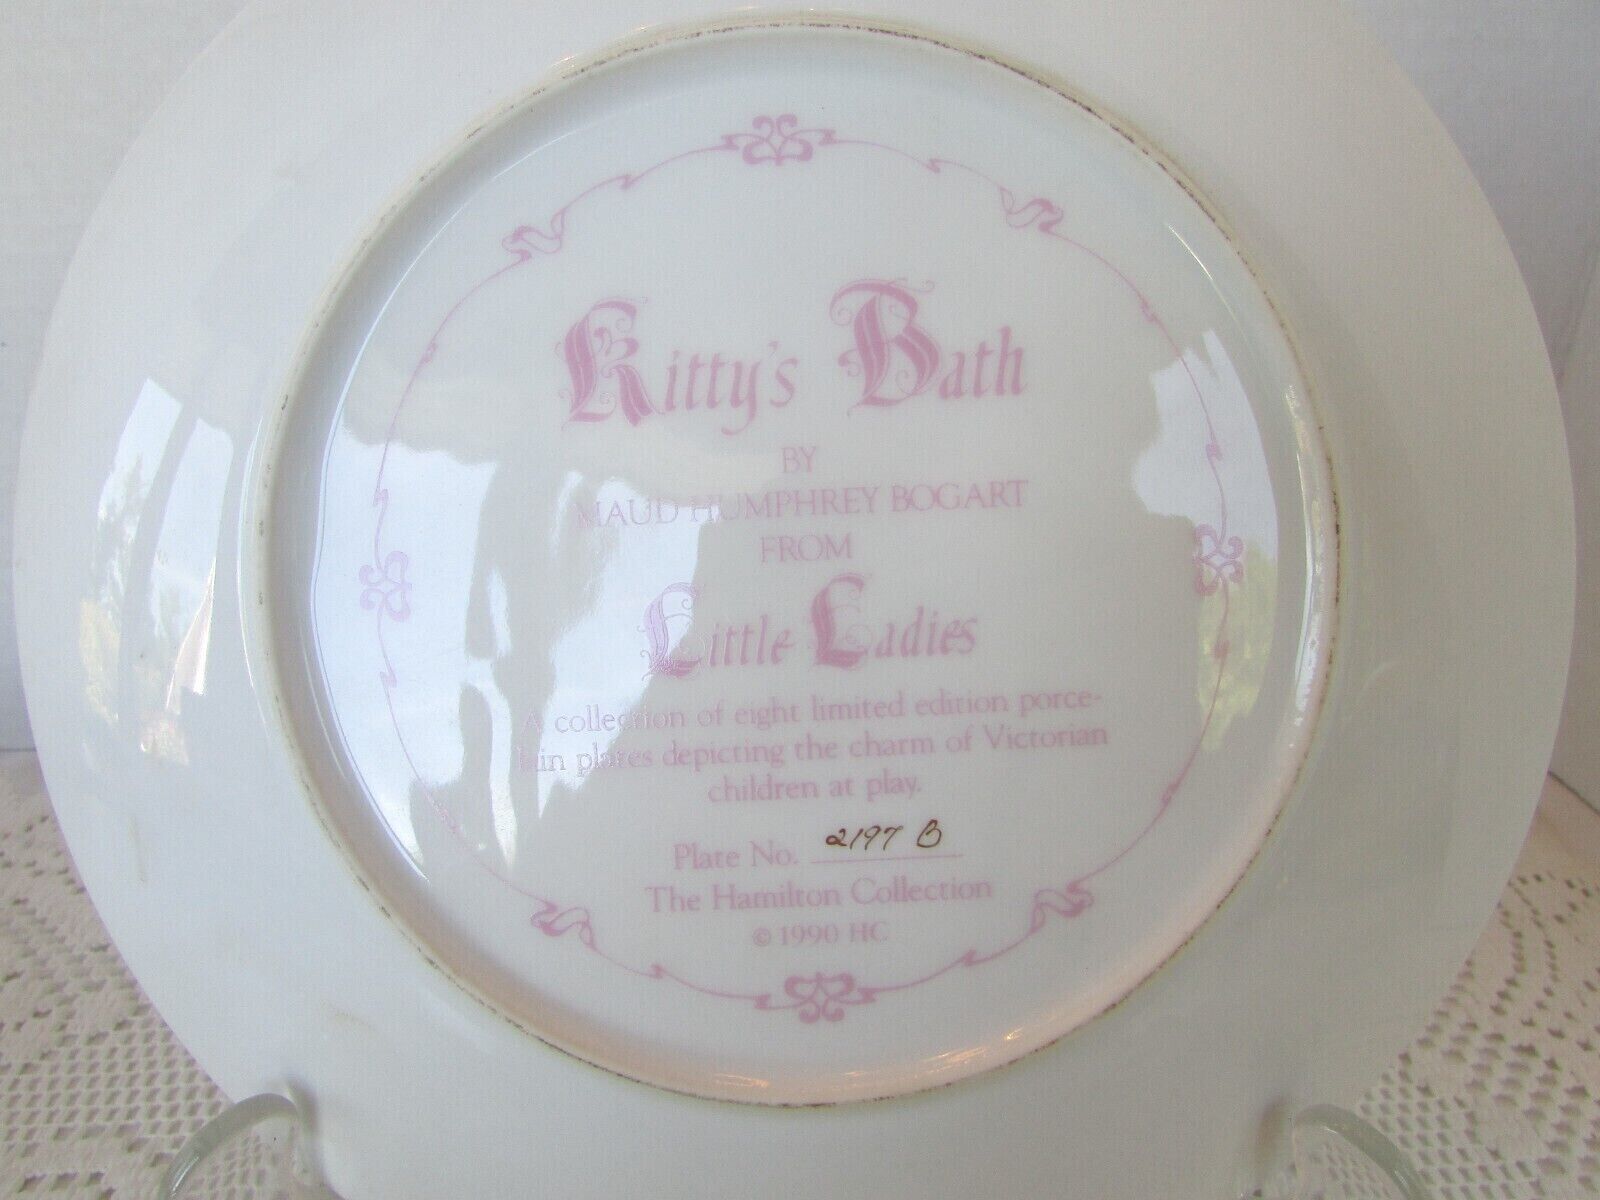 Kitty's Bath
BY
MAUD HUMPHREY BOGART
FROM
Little Ladies
A collection of eight limited edition porce-
lain plates depicting the charm of Victorian
children at play.
Plate No. 2197 B
The Hamilton Collection
© 1990 HC